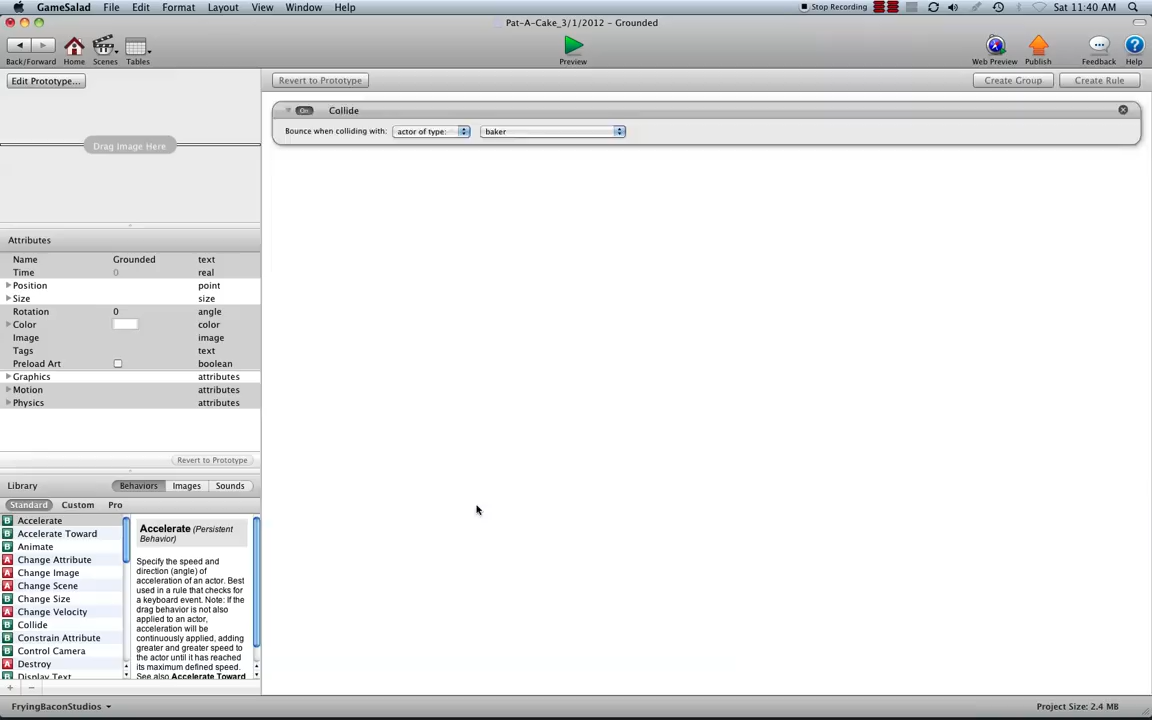 GameSalad File Edit Format Layout View Window Help Stop Recording Sat 11:40 AM
Pat-A-Cake_3/1/2012 – Grounded
Back/Forward Home Scenes Tables Preview Web Preview Publish Feedback Help
Edit Prototype... Revert to Prototype Create Group Create Rule
On Collide
Bounce when colliding with: actor of type: baker
Drag Image Here
Attributes
Name Grounded text
Time 0 real
Position point
Size size
Rotation 0 angle
Color color
Image image
Tags text
Preload Art boolean
Graphics attributes
Motion attributes
Physics attributes
Revert to Prototype
Library Behaviors Images Sounds
Standard Custom Pro
B Accelerate
B Accelerate Toward
B Animate
A Change Attribute
A Change Image
A Change Scene
B Change Size
A Change Velocity
B Collide
B Constrain Attribute
B Control Camera
A Destroy
B Display Text
Accelerate (Persistent
Behavior)
Specify the speed and
direction (angle) of
acceleration of an actor. Best
used in a rule that checks for
a keyboard event. Note: If the
drag behavior is not also
applied to an actor,
acceleration will be
continuously applied, adding
greater and greater speed to
the actor until it has reached
its maximum defined speed.
See also Accelerate Toward
FryingBaconStudios Project Size: 2.4 MB